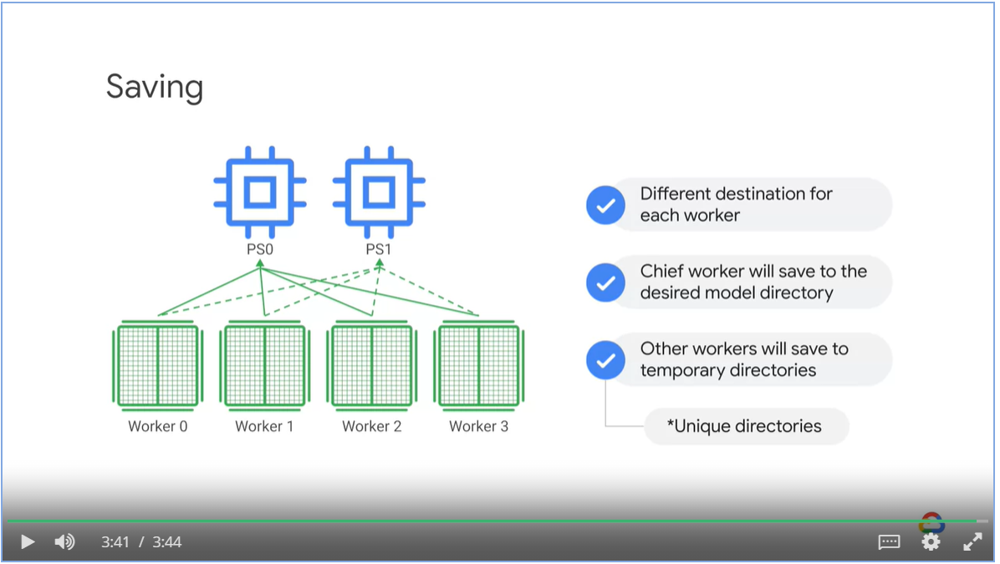 Saving
PS0
PS1
Worker 0
Worker 1
Worker 2
Worker 3
Different destination for
each worker
Chief worker will save to the
desired model directory
Other workers will save to
temporary directories
*Unique directories
3:41 / 3:44